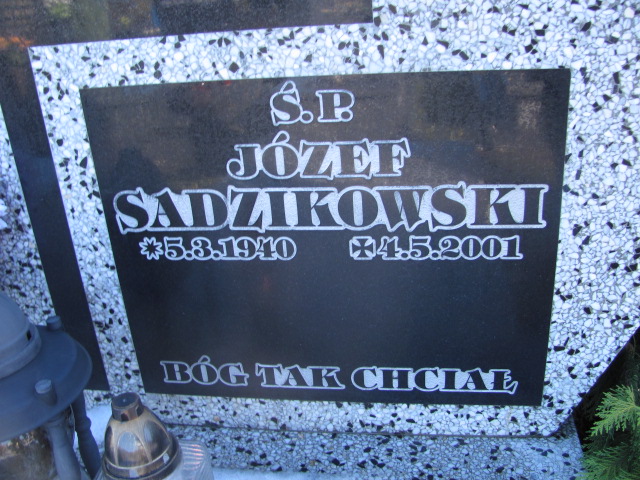 Ś.P.
JÓZEF
SADZIKOWSKI
*5.3.1940 ✠4.5.2001
BÓG TAK CHCIAŁ